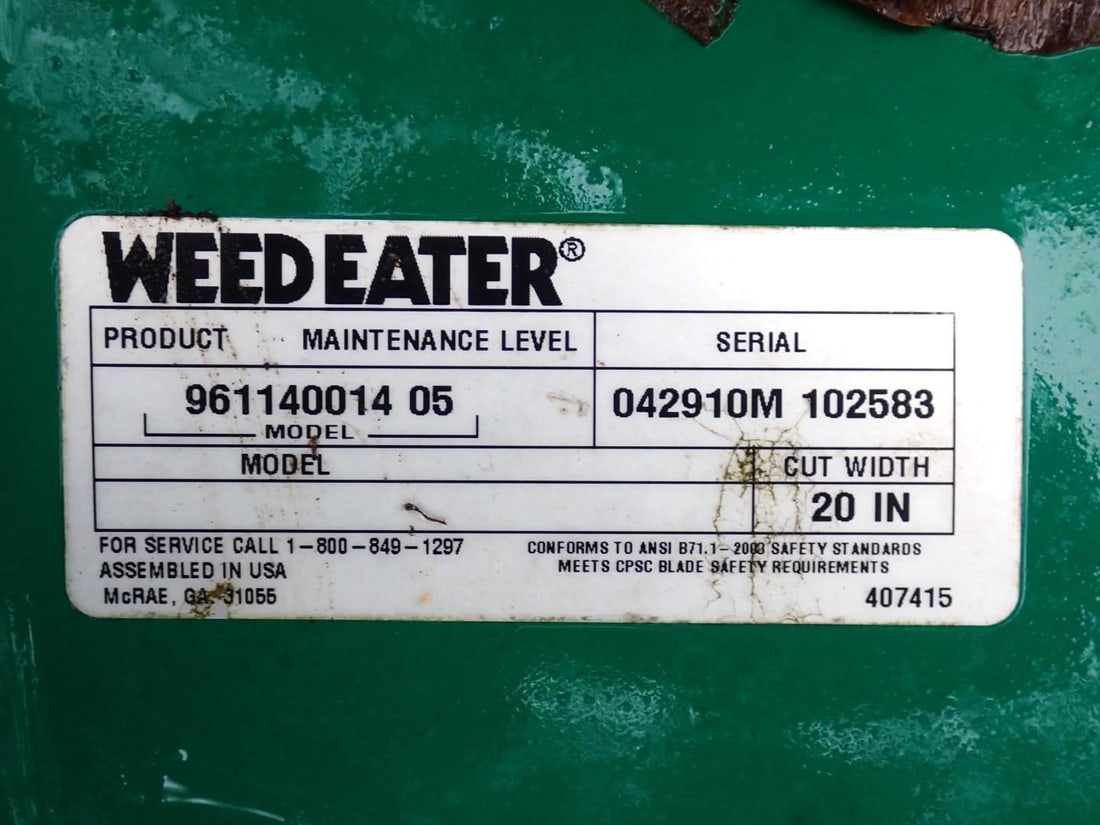 WEED EATER®
PRODUCT MAINTENANCE LEVEL SERIAL
961140014 05 042910M 102583
MODEL
MODEL CUT WIDTH
20 IN
FOR SERVICE CALL 1-800-849-1297 CONFORMS TO ANSI B71.1-2003 SAFETY STANDARDS
ASSEMBLED IN USA MEETS CPSC BLADE SAFETY REQUIREMENTS
McRAE, GA 31055 407415